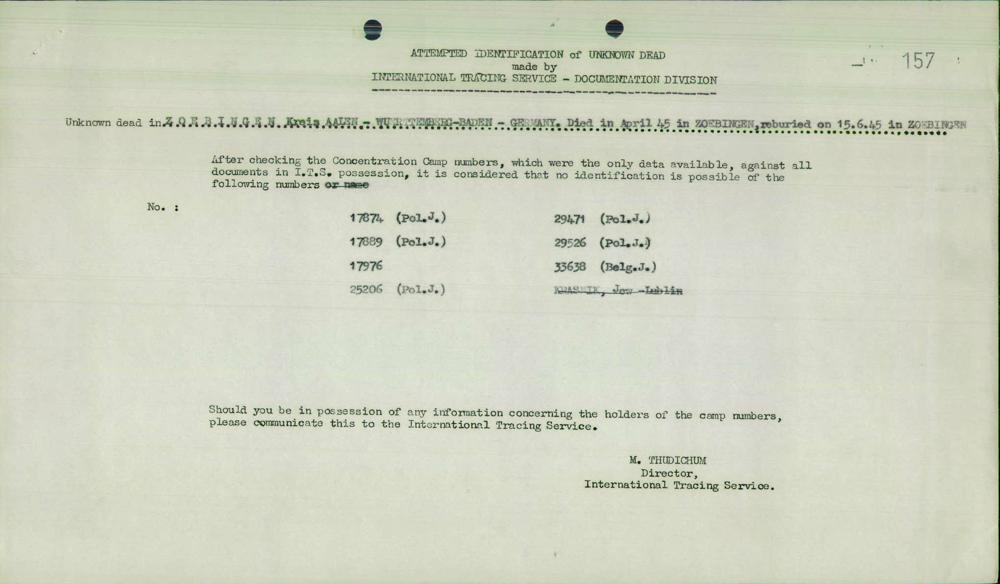 157
ATTEMPTED IDENTIFICATION of UNKNOWN DEAD
made by
INTERNATIONAL TRACING SERVICE - DOCUMENTATION DIVISION
Unknown dead in Z O E B I N G E N Kreis AALEN - WUERTTEMBERG-BADEN - GERMANY. Died in April 45 in ZOEBINGEN, reburied on 15.6.45 in ZOEBINGEN
After checking the Concentration Camp numbers, which were the only data available, against all
documents in I.T.S. possession, it is considered that no identification is possible of the
following numbers or name
No. :
17874 (Pol.J.) 29471 (Pol.J.)
17889 (Pol.J.) 29526 (Pol.J.)
17976 33638 (Belg.J.)
25206 (Pol.J.) KRASNIK, Jew -Lublin
Should you be in possession of any information concerning the holders of the camp numbers,
please communicate this to the International Tracing Service.
M. THUDICHUM
Director,
International Tracing Service.